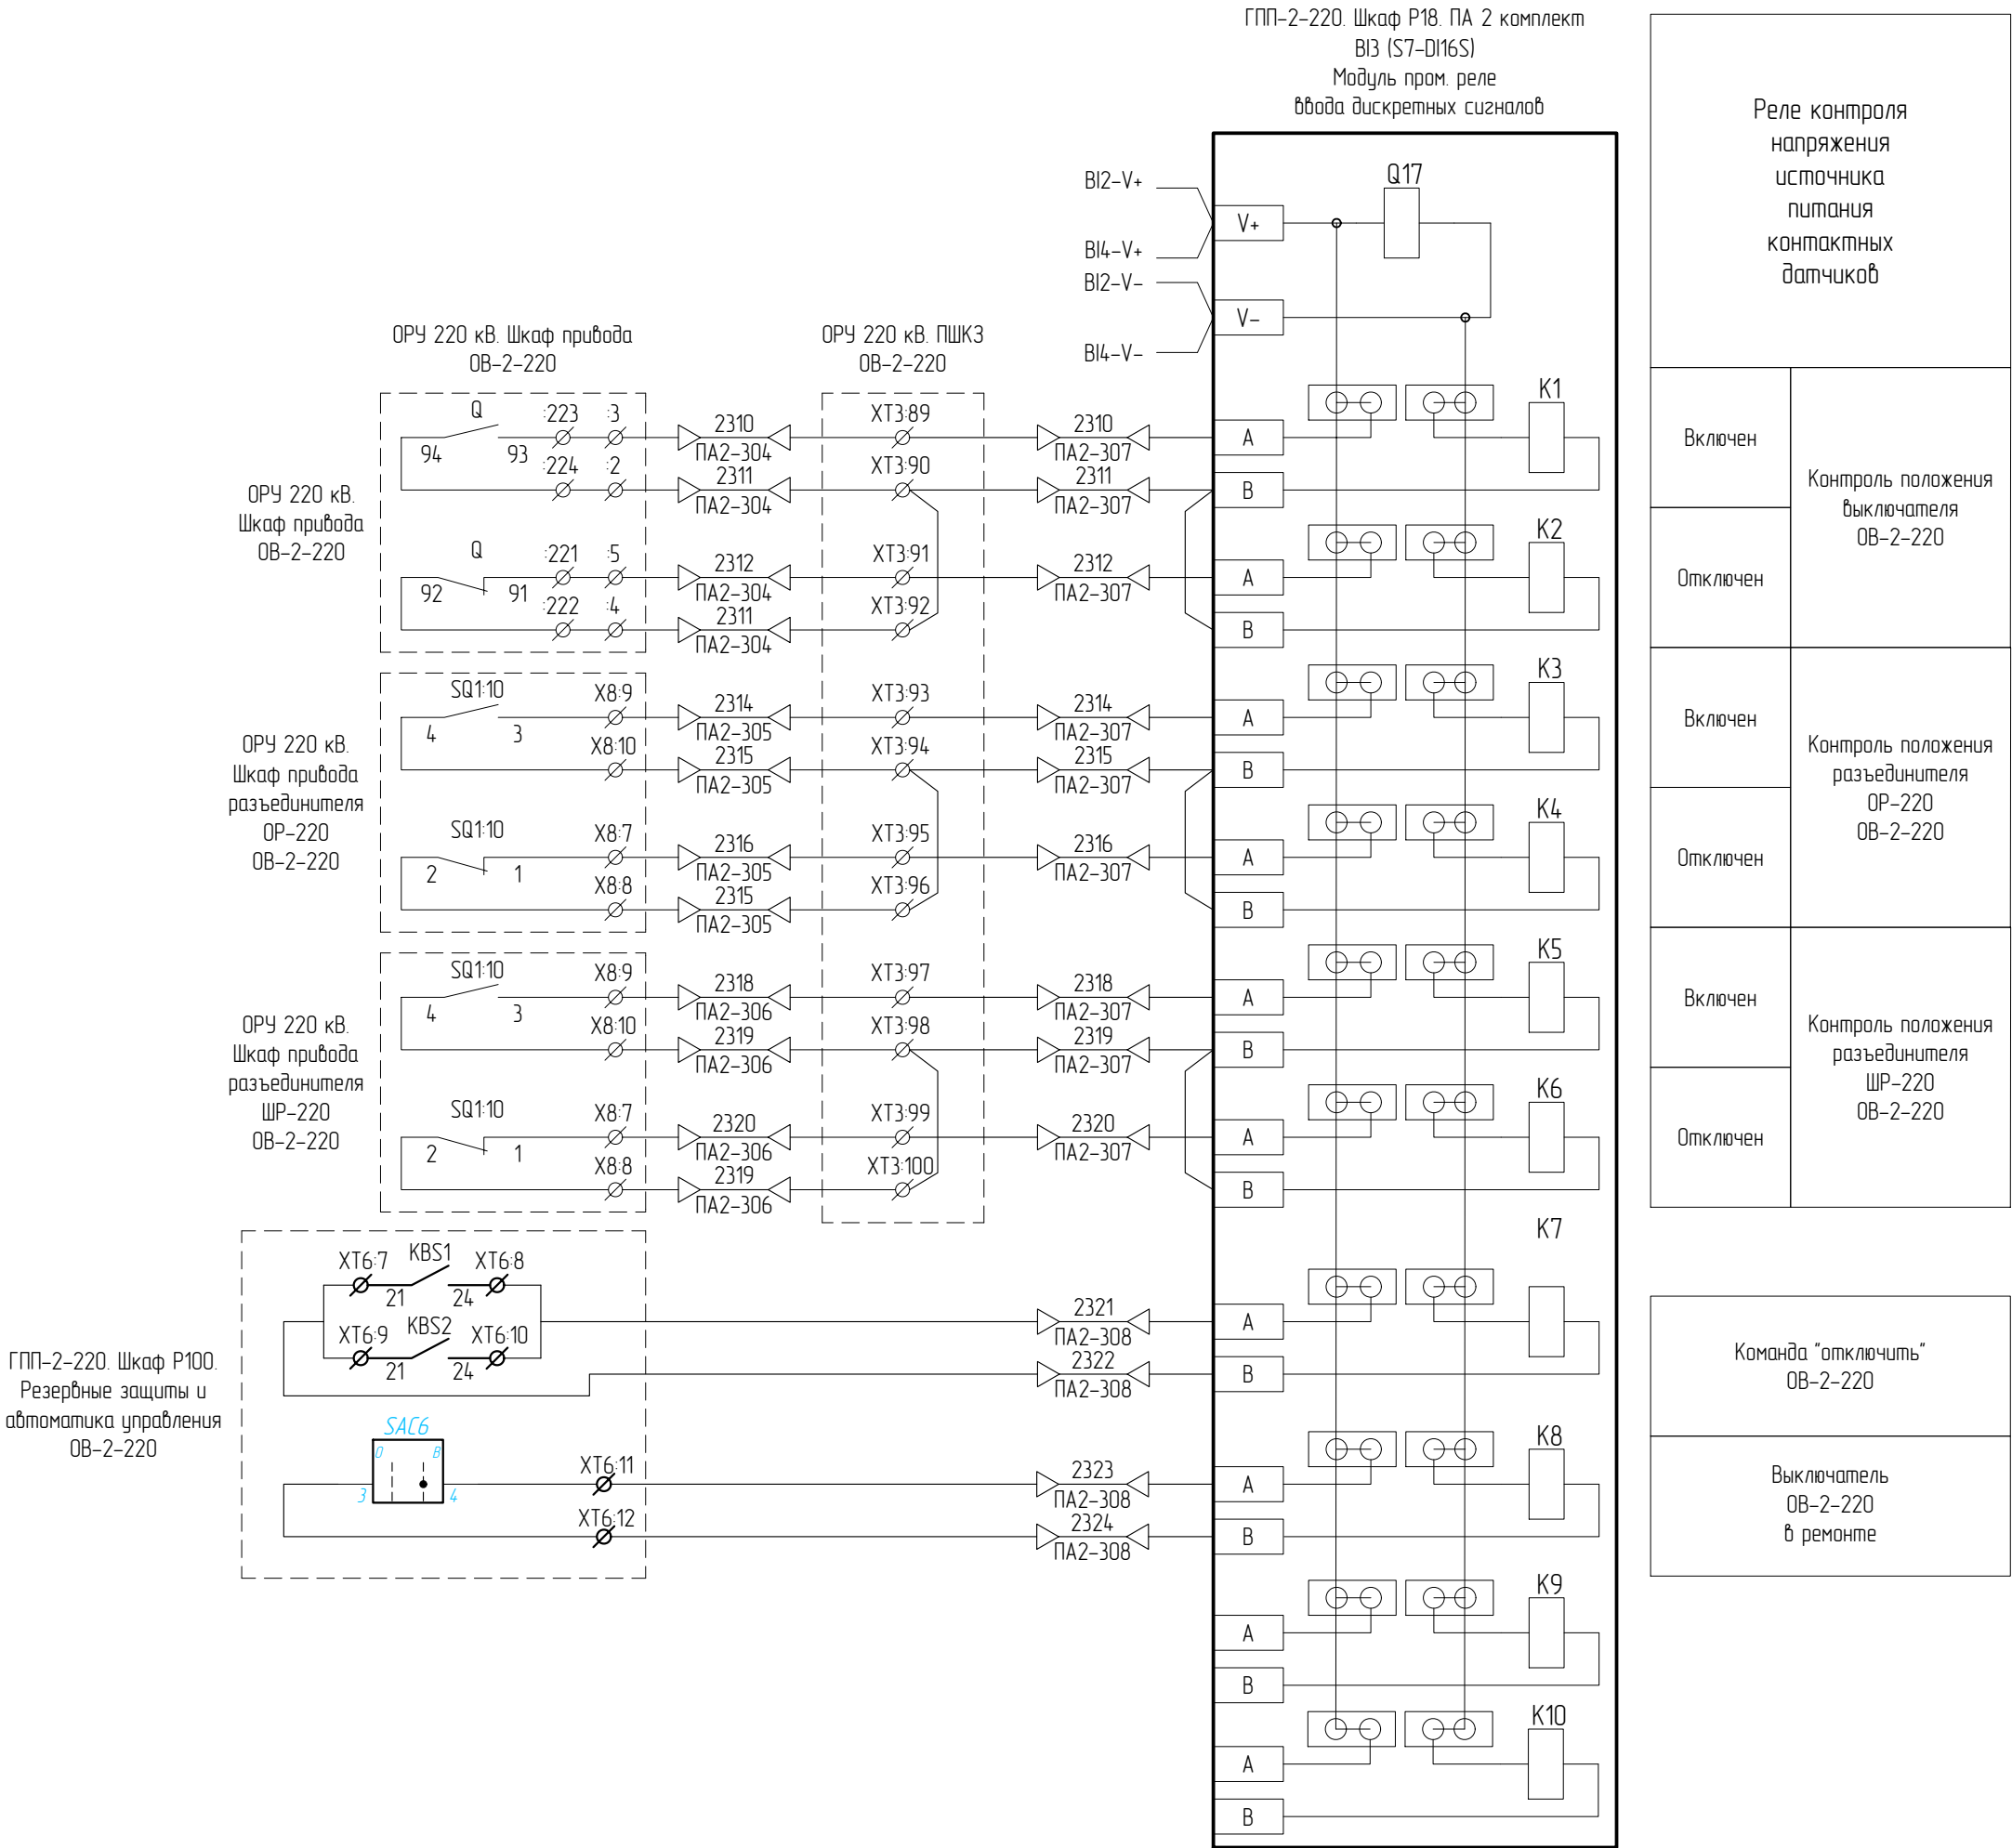 ГПП-2-220. Шкаф Р18. ПА 2 комплект
BI3 (S7-DI16S)
Модуль пром. реле
ввода дискретных сигналов
Реле контроля
напряжения
источника
питания
контактных
датчиков
Q17
BI2-V+
V+
BI4-V+
BI2-V-
V-
BI4-V-
ОРУ 220 кВ. Шкаф привода
ОВ-2-220
ОРУ 220 кВ. ПШК3
ОВ-2-220
ОРУ 220 кВ.
Шкаф привода
ОВ-2-220
Q :223 :3 2310 XT3:89 2310 K1
94 93 ПА2-304 ПА2-307 A
:224 :2 2311 XT3:90 2311
ПА2-304 ПА2-307 B
Включен
Контроль положения
выключателя
ОВ-2-220
Q :221 :5 2312 XT3:91 2312 K2
92 91 ПА2-304 ПА2-307 A
:222 :4 2311 XT3:92
ПА2-304 B
Отключен
ОРУ 220 кВ.
Шкаф привода
разъединителя
ОР-220
ОВ-2-220
SQ1:10 X8:9 2314 XT3:93 2314 K3
4 3 ПА2-305 ПА2-307 A
X8:10 2315 XT3:94 2315
ПА2-305 ПА2-307 B
Включен
Контроль положения
разъединителя
ОР-220
ОВ-2-220
SQ1:10 X8:7 2316 XT3:95 2316 K4
2 1 ПА2-305 ПА2-307 A
X8:8 2315 XT3:96
ПА2-305 B
Отключен
ОРУ 220 кВ.
Шкаф привода
разъединителя
ШР-220
ОВ-2-220
SQ1:10 X8:9 2318 XT3:97 2318 K5
4 3 ПА2-306 ПА2-307 A
X8:10 2319 XT3:98 2319
ПА2-306 ПА2-307 B
Включен
Контроль положения
разъединителя
ШР-220
ОВ-2-220
SQ1:10 X8:7 2320 XT3:99 2320 K6
2 1 ПА2-306 ПА2-307 A
X8:8 2319 XT3:100
ПА2-306 B
Отключен
ГПП-2-220. Шкаф Р100.
Резервные защиты и
автоматика управления
ОВ-2-220
K7
XT6:7 KBS1 XT6:8
21 24
XT6:9 KBS2 XT6:10
21 24
2321
ПА2-308 A
2322
ПА2-308 B
Команда "отключить"
ОВ-2-220
SAC6
0 В
3 4
XT6:11 2323 K8
ПА2-308 A
XT6:12 2324
ПА2-308 B
Выключатель
ОВ-2-220
в ремонте
K9
A
B
K10
A
B